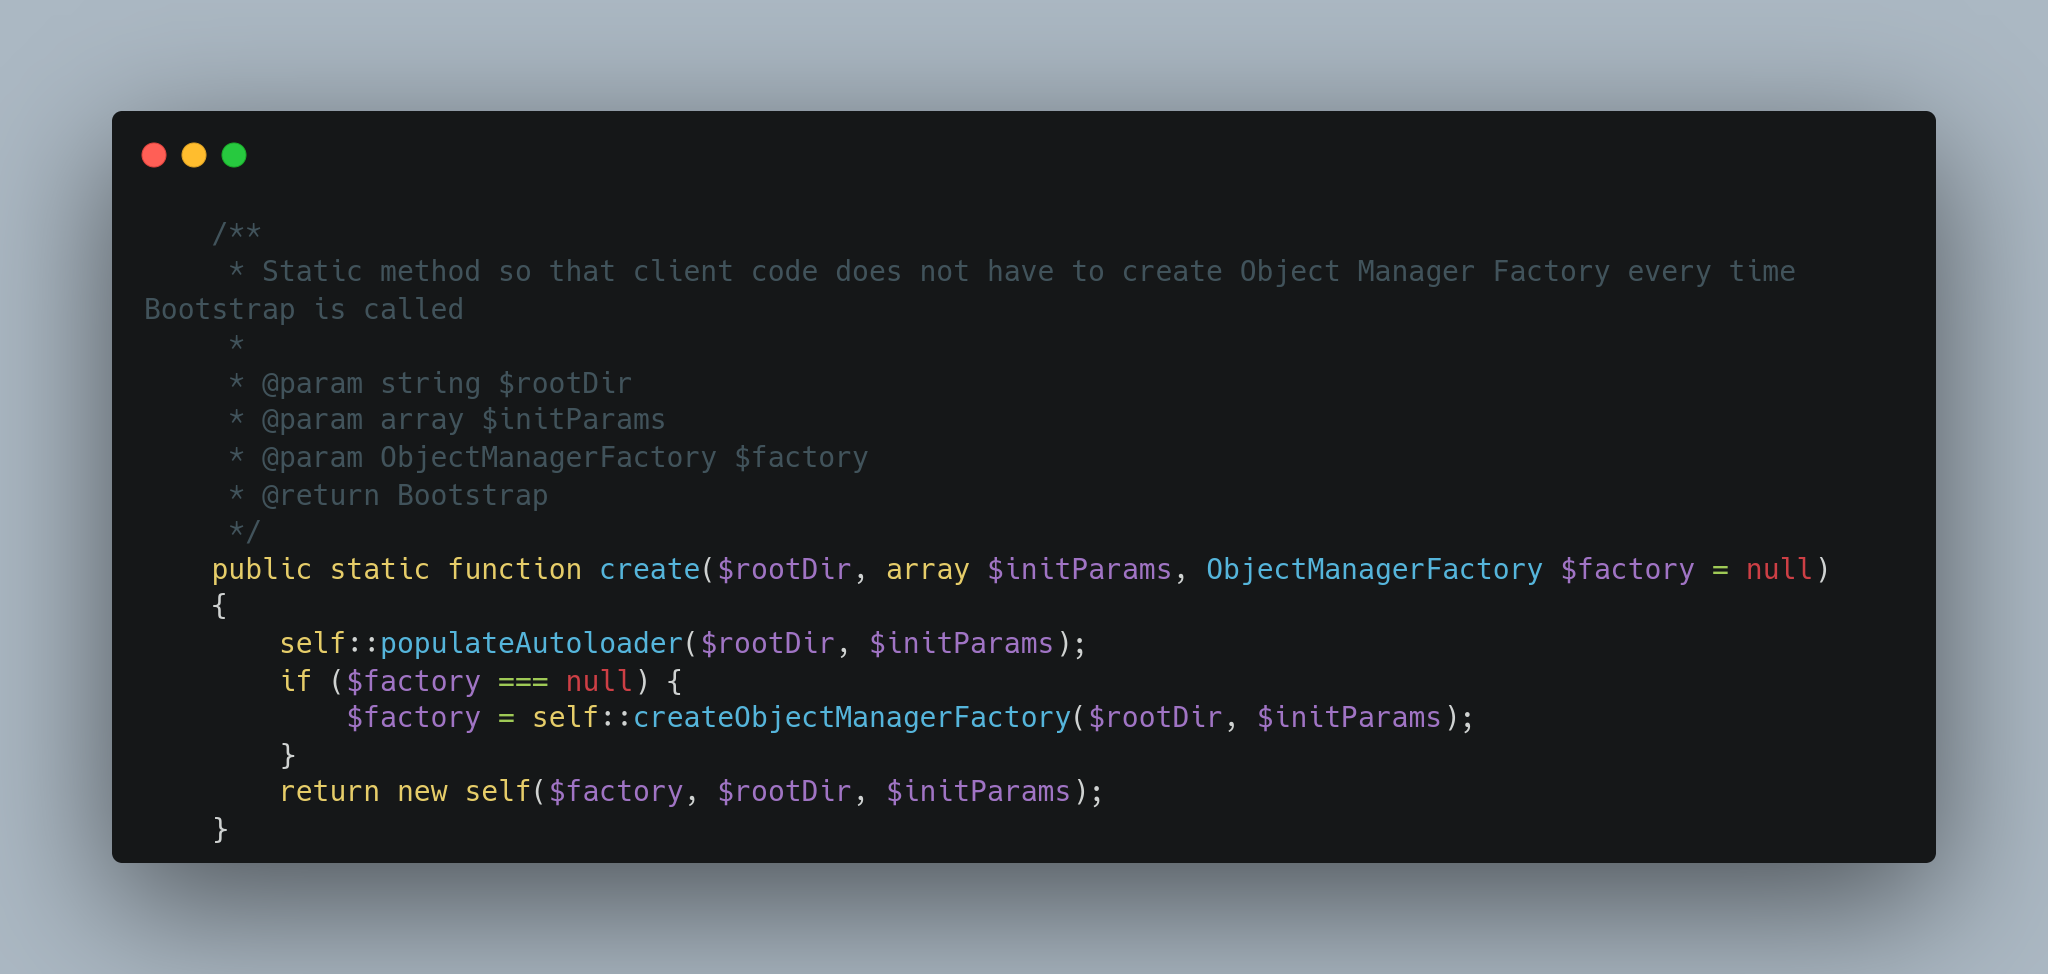 /**
 * Static method so that client code does not have to create Object Manager Factory every time
Bootstrap is called
 *
 * @param string $rootDir
 * @param array $initParams
 * @param ObjectManagerFactory $factory
 * @return Bootstrap
 */
public static function create($rootDir, array $initParams, ObjectManagerFactory $factory = null)
{
    self::populateAutoloader($rootDir, $initParams);
    if ($factory === null) {
        $factory = self::createObjectManagerFactory($rootDir, $initParams);
    }
    return new self($factory, $rootDir, $initParams);
}